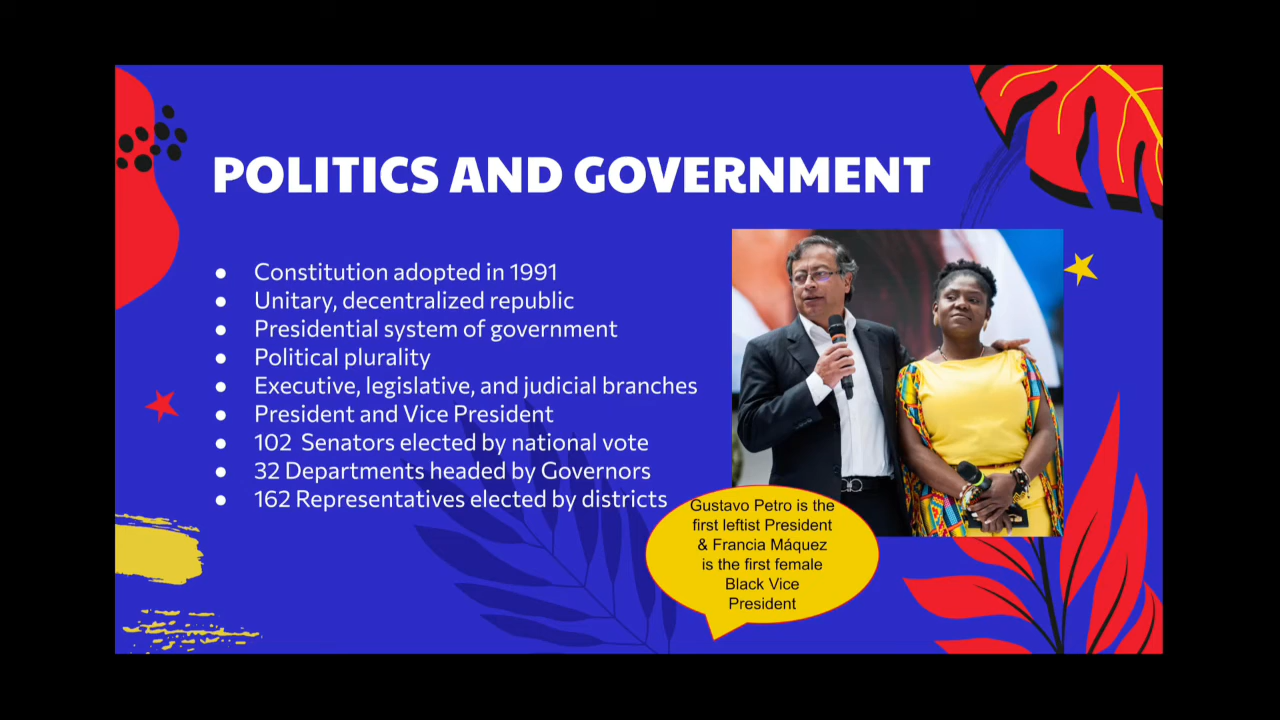 POLITICS AND GOVERNMENT
● Constitution adopted in 1991
● Unitary, decentralized republic
● Presidential system of government
● Political plurality
● Executive, legislative, and judicial branches
● President and Vice President
● 102 Senators elected by national vote
● 32 Departments headed by Governors
● 162 Representatives elected by districts
Gustavo Petro is the
first leftist President
& Francia Máquez
is the first female
Black Vice
President